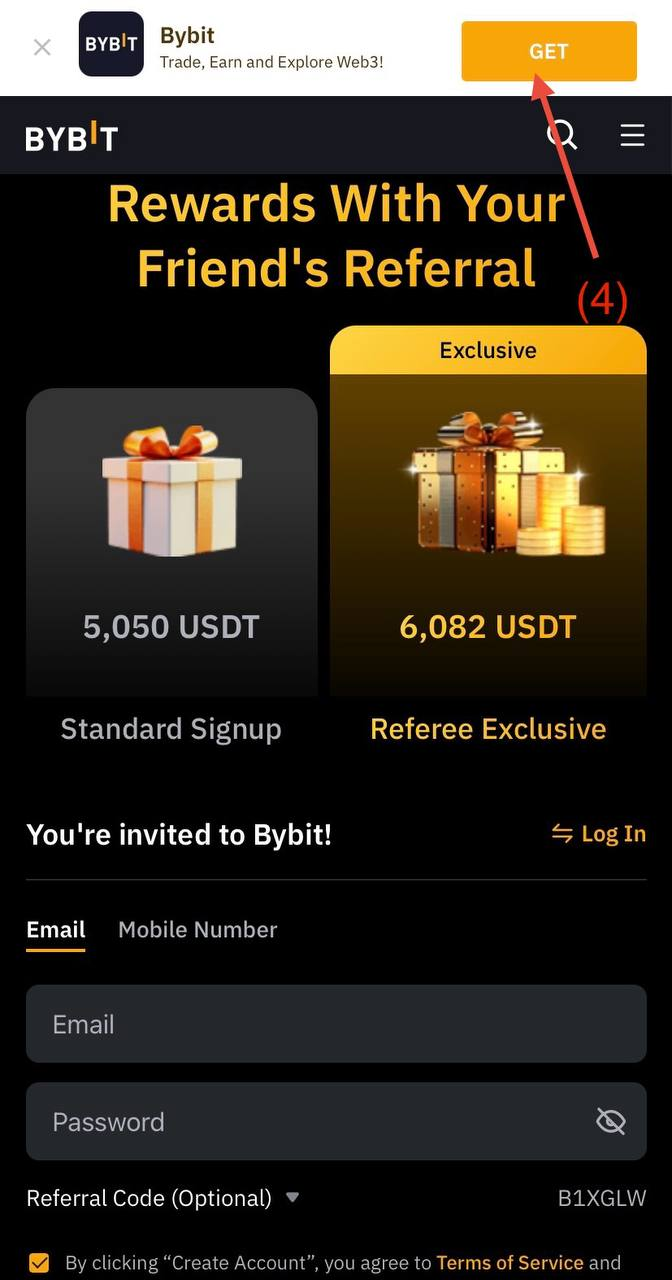 BYBIT
Bybit
Trade, Earn and Explore Web3!
GET
BYBIT
Rewards With Your
Friend's Referral
(4)
Exclusive
5,050 USDT
6,082 USDT
Standard Signup
Referee Exclusive
You're invited to Bybit!
Log In
Email
Mobile Number
Email
Password
Referral Code (Optional)
B1XGLW
By clicking “Create Account”, you agree to Terms of Service and